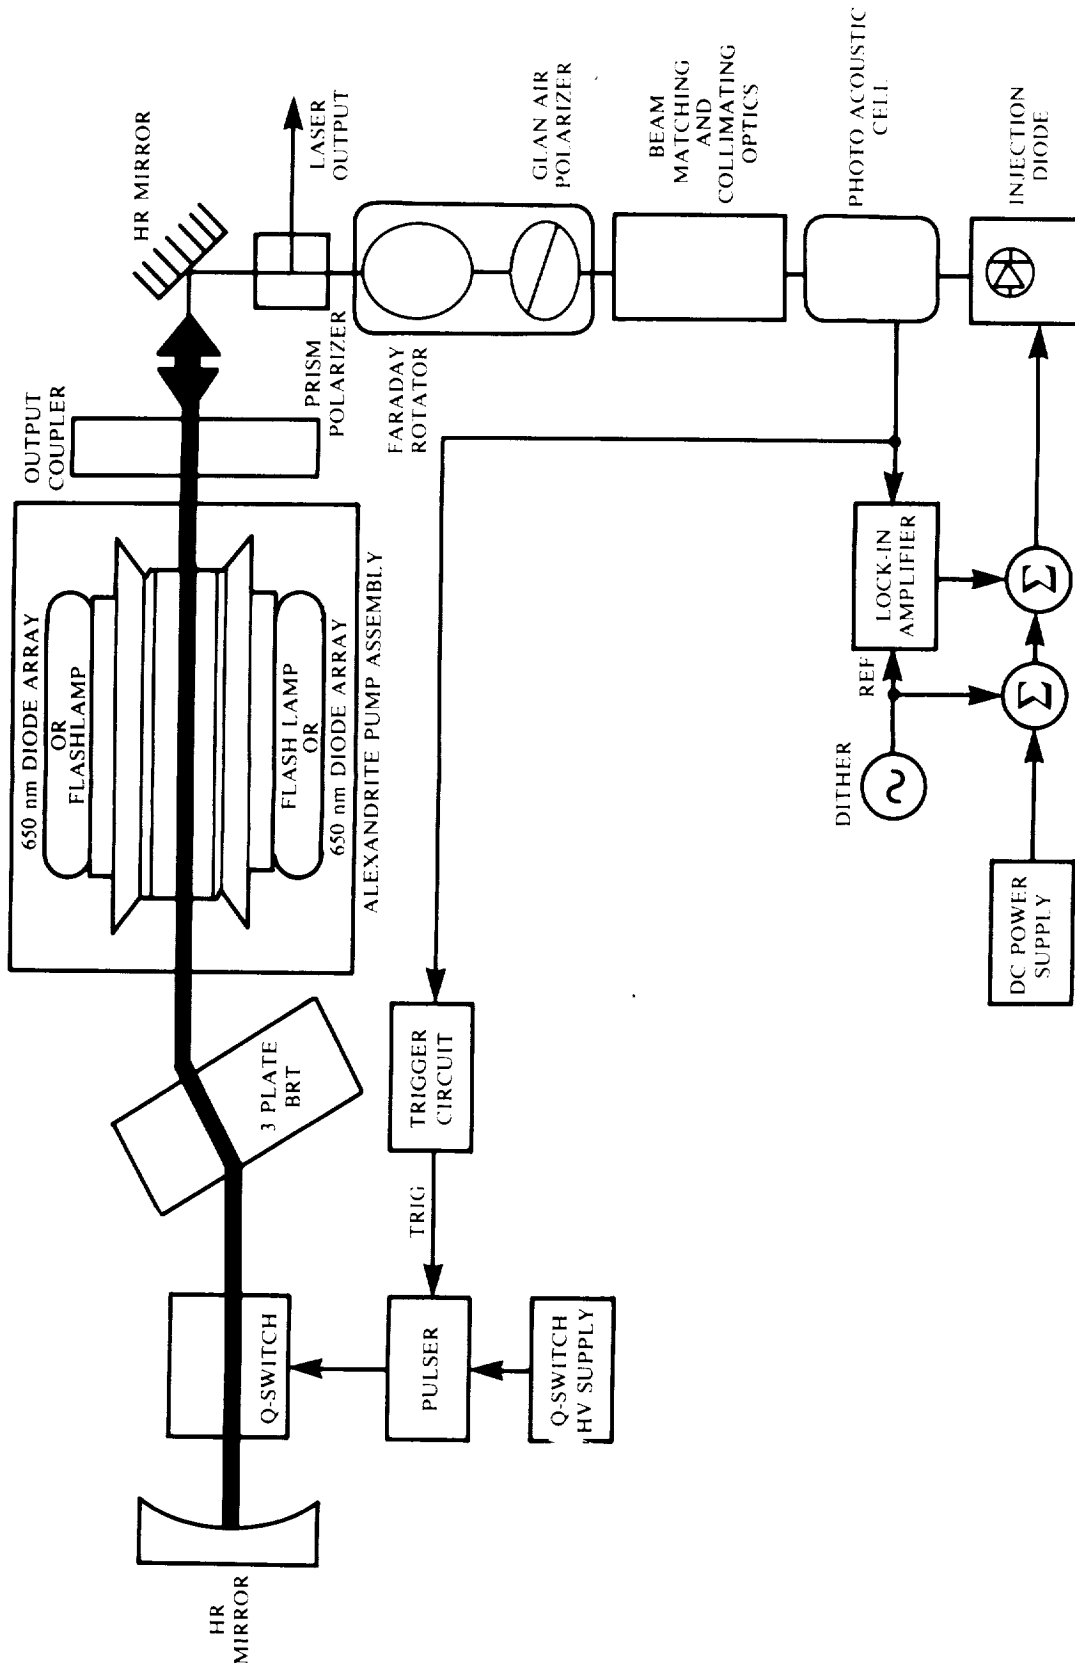 HR
MIRROR
Q-SWITCH
PULSER
Q-SWITCH
HV SUPPLY
TRIG
TRIGGER
CIRCUIT
3 PLATE
BRT
650 nm DIODE ARRAY
OR
FLASHLAMP
FLASH LAMP
OR
650 nm DIODE ARRAY
ALEXANDRITE PUMP ASSEMBLY
OUTPUT
COUPLER
HR MIRROR
PRISM
POLARIZER
LASER
OUTPUT
FARADAY
ROTATOR
GLAN AIR
POLARIZER
BEAM
MATCHING
AND
COLLIMATING
OPTICS
PHOTO ACOUSTIC
CELL
INJECTION
DIODE
LOCK-IN
AMPLIFIER
REF
DITHER
~
Σ
Σ
DC POWER
SUPPLY